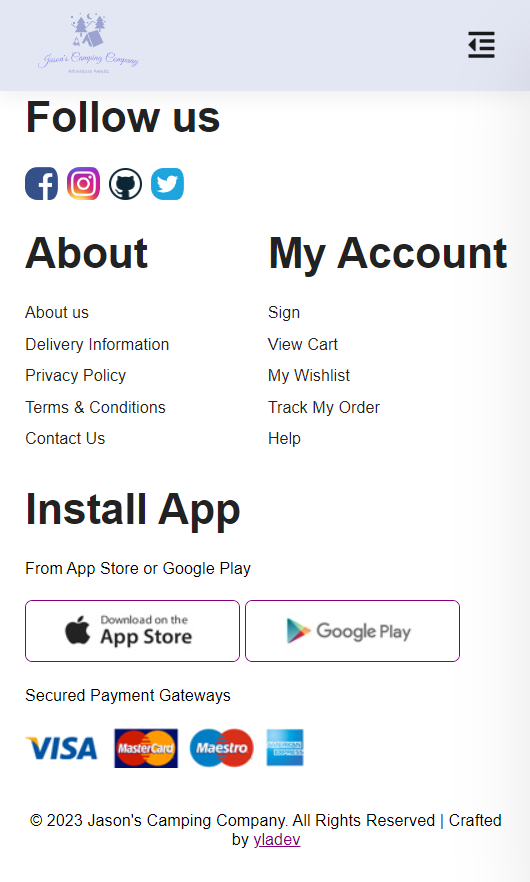 Jason's Camping Company
Adventure Awaits
Follow us
About
About us
Delivery Information
Privacy Policy
Terms & Conditions
Contact Us
My Account
Sign
View Cart
My Wishlist
Track My Order
Help
Install App
From App Store or Google Play
Download on the
App Store
Google Play
Secured Payment Gateways
VISA
MasterCard
Maestro
AMERICAN
EXPRESS
© 2023 Jason's Camping Company. All Rights Reserved | Crafted
by yladev